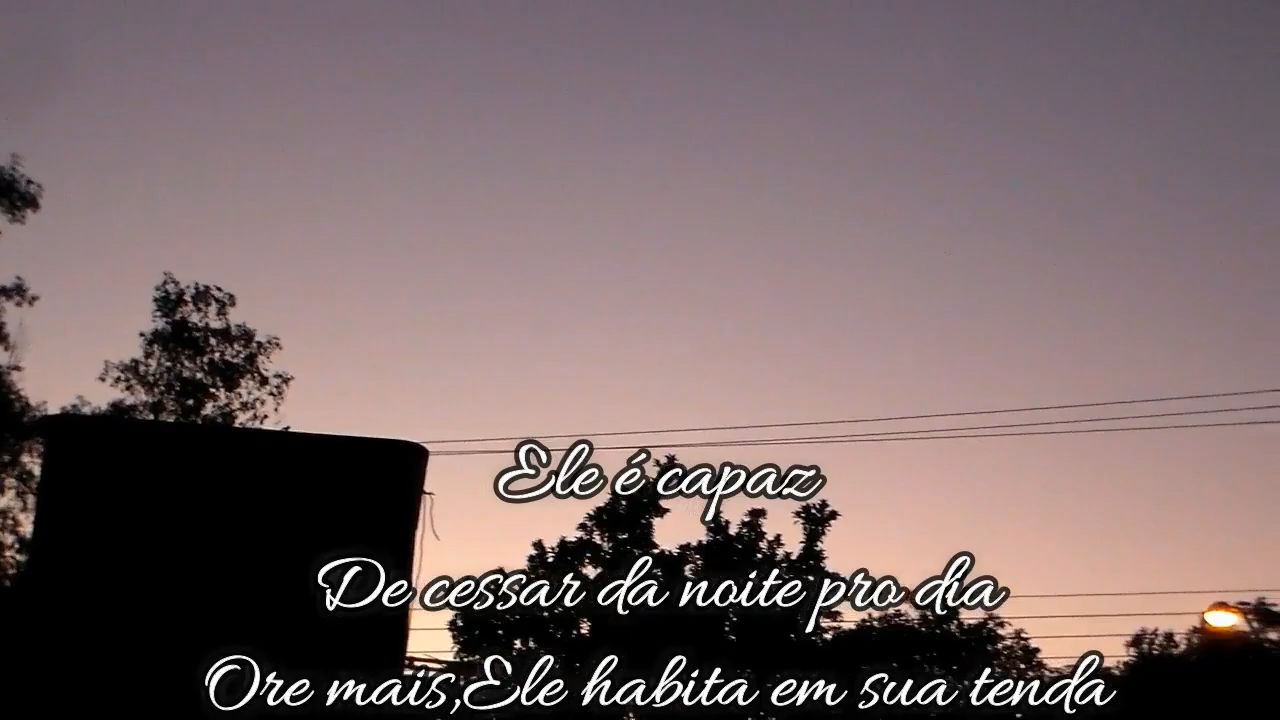 Ele é capaz
De cessar da noite pro dia
Ore mais,Ele habita em sua tenda